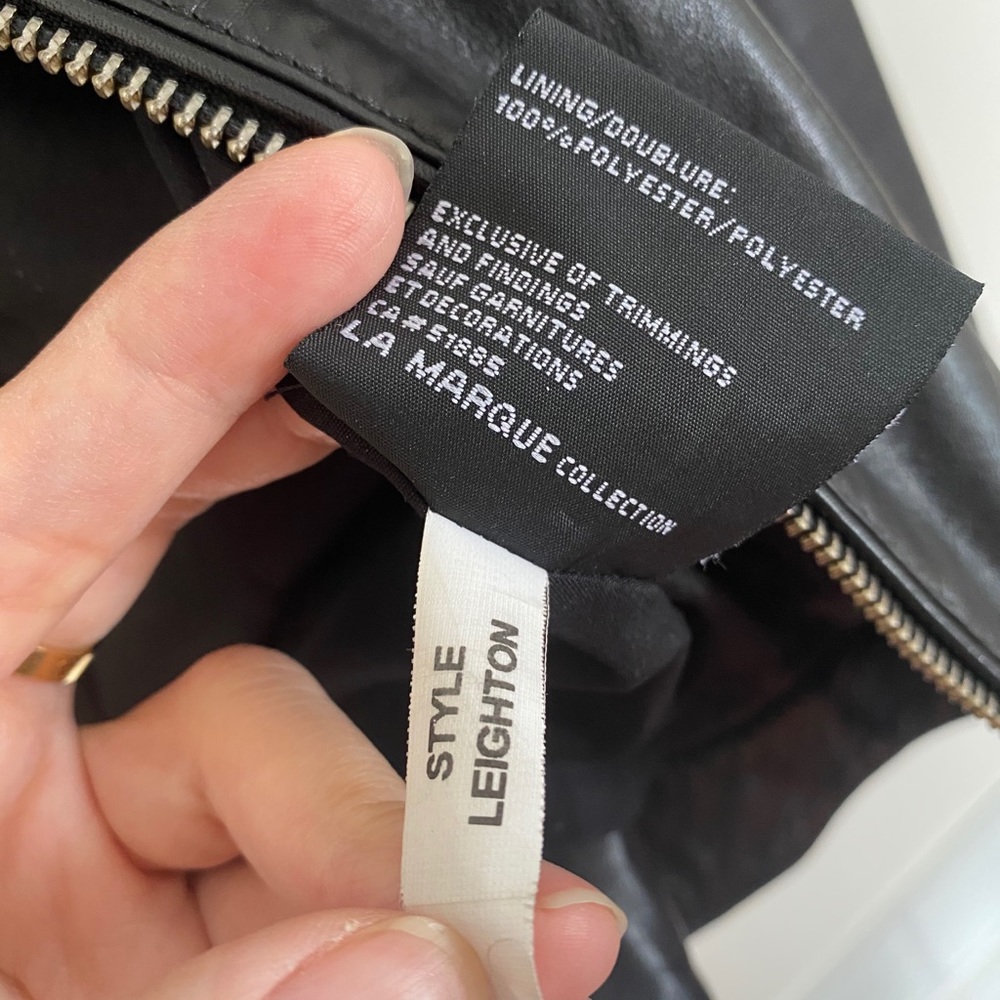 LINING/DOUBLURE:
100%POLYESTER/POLYESTER
EXCLUSIVE OF TRIMMINGS
AND FINDINGS
SAUF GARNITURES
ET DECORATIONS
CA# 51695
LA MARQUE COLLECTION
STYLE
LEIGHTON